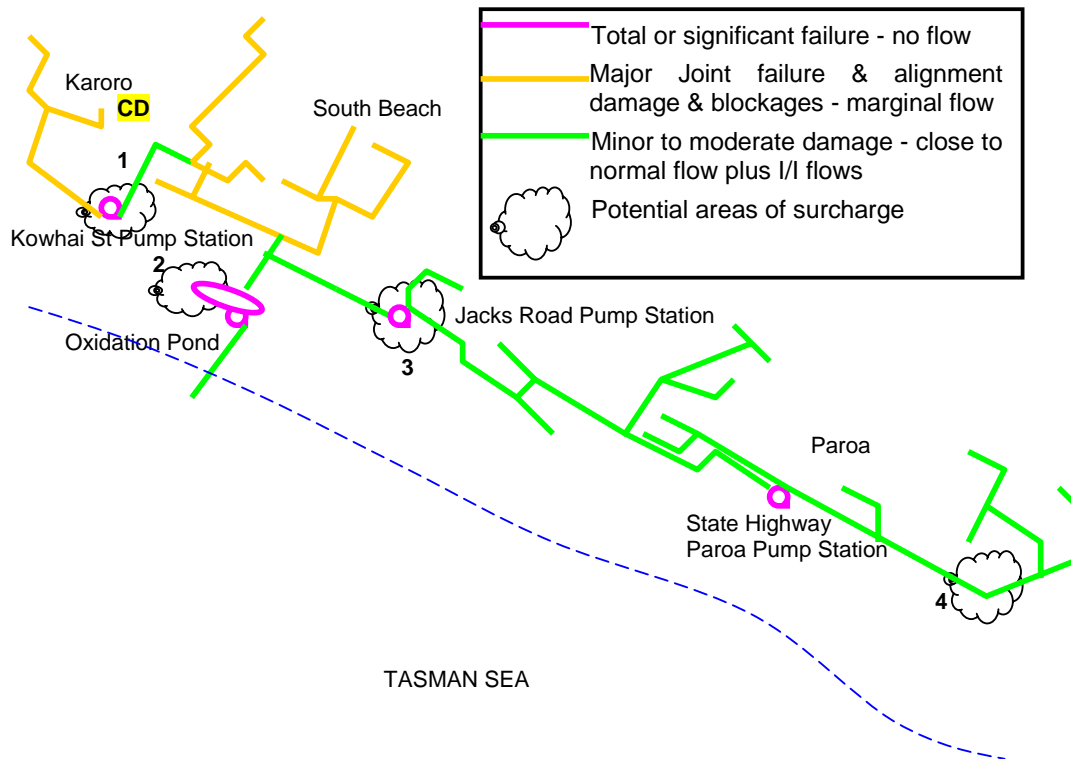 Total or significant failure - no flow
Major Joint failure & alignment
damage & blockages - marginal flow
Minor to moderate damage - close to
normal flow plus I/I flows
Potential areas of surcharge
Karoro
CD
South Beach
1
Kowhai St Pump Station
2
Oxidation Pond
Jacks Road Pump Station
3
Paroa
State Highway
Paroa Pump Station
4
TASMAN SEA